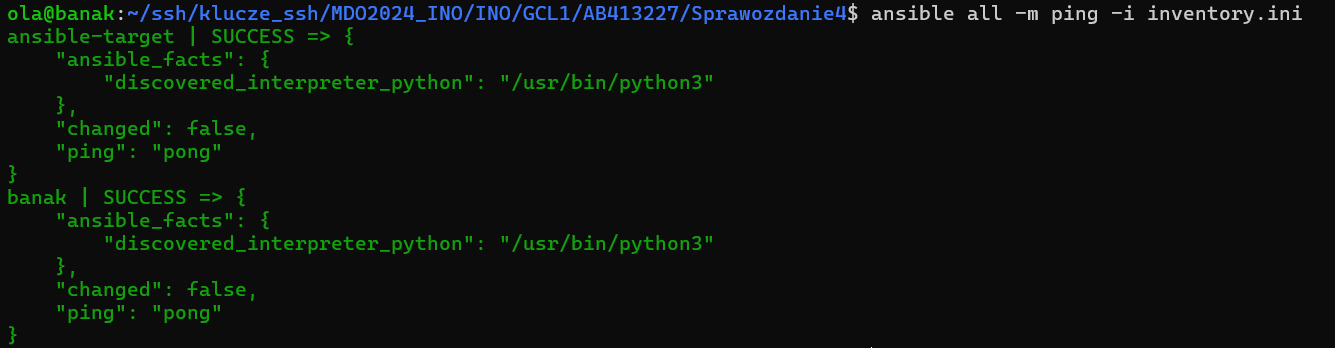 ola@banak:~/ssh/klucze_ssh/MDO2024_INO/INO/GCL1/AB413227/Sprawozdanie4$ ansible all -m ping -i inventory.ini
ansible-target | SUCCESS => {
    "ansible_facts": {
        "discovered_interpreter_python": "/usr/bin/python3"
    },
    "changed": false,
    "ping": "pong"
}
banak | SUCCESS => {
    "ansible_facts": {
        "discovered_interpreter_python": "/usr/bin/python3"
    },
    "changed": false,
    "ping": "pong"
}